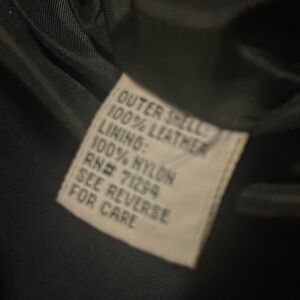 OUTER SHELL:
100% LEATHER
LINING:
100% NYLON
RN# 71294
SEE REVERSE
FOR CARE